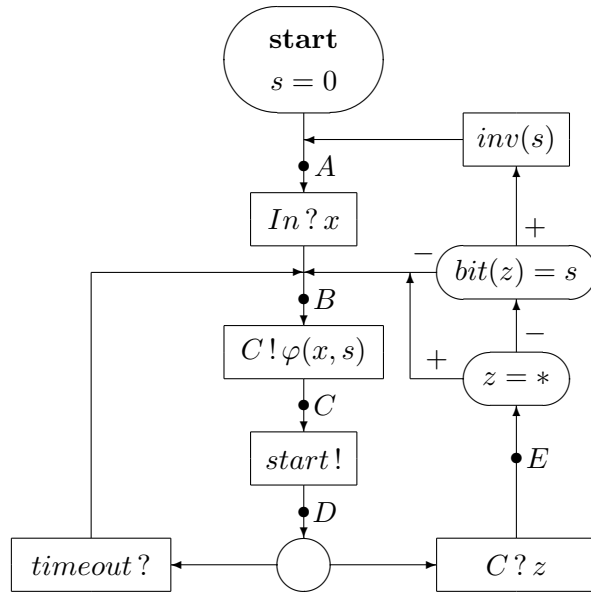 start
s = 0
inv(s)
A
In ? x
+
−
bit(z) = s
B
−
C ! φ(x, s)
+
z = ∗
C
start !
E
D
timeout ?
C ? z